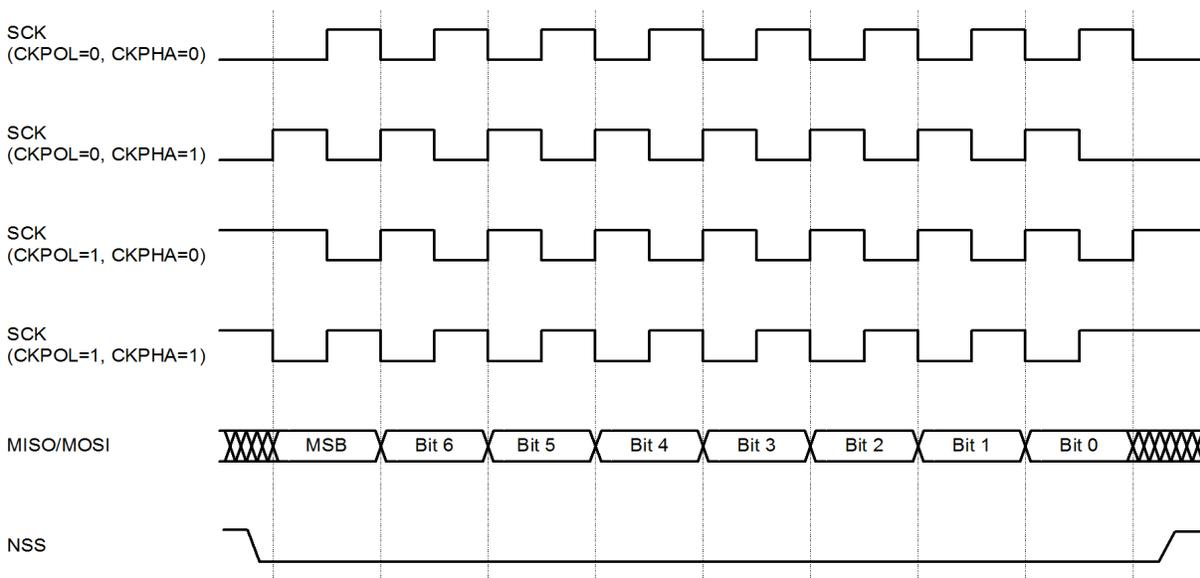 SCK
(CKPOL=0, CKPHA=0)
SCK
(CKPOL=0, CKPHA=1)
SCK
(CKPOL=1, CKPHA=0)
SCK
(CKPOL=1, CKPHA=1)
MISO/MOSI MSB Bit 6 Bit 5 Bit 4 Bit 3 Bit 2 Bit 1 Bit 0
NSS